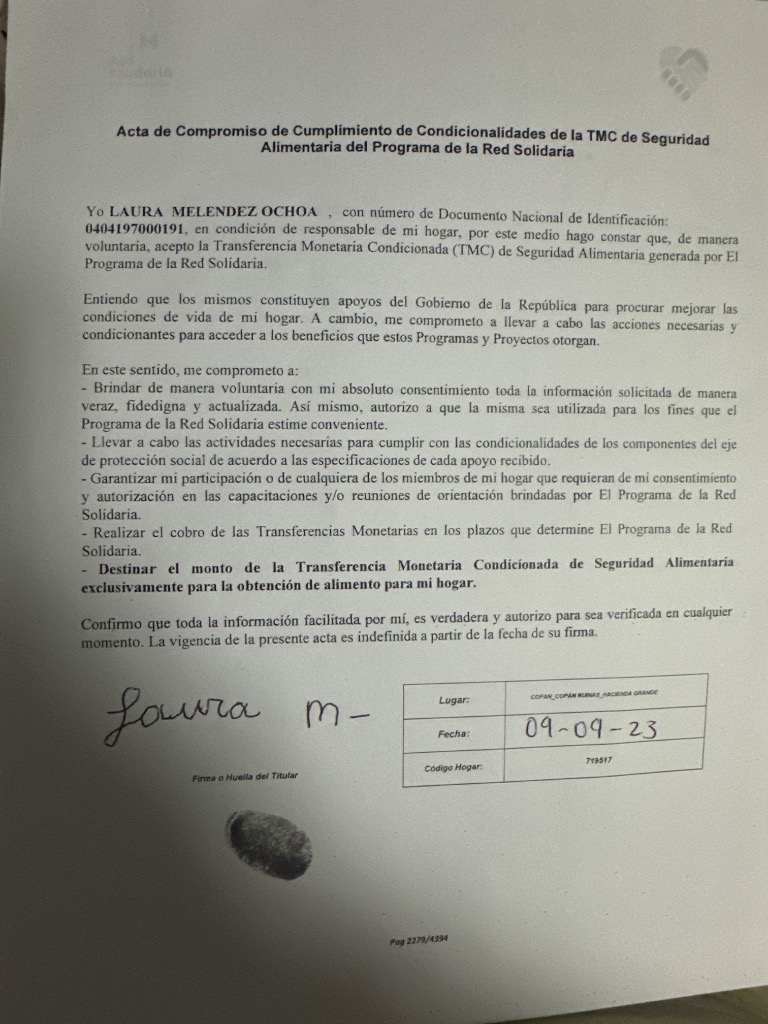 Red
Solidaria
Acta de Compromiso de Cumplimiento de Condicionalidades de la TMC de Seguridad
Alimentaria del Programa de la Red Solidaria
Yo LAURA MELENDEZ OCHOA , con número de Documento Nacional de Identificación:
0404197000191, en condición de responsable de mi hogar, por este medio hago constar que, de manera
voluntaria, acepto la Transferencia Monetaria Condicionada (TMC) de Seguridad Alimentaria generada por El
Programa de la Red Solidaria.
Entiendo que los mismos constituyen apoyos del Gobierno de la República para procurar mejorar las
condiciones de vida de mi hogar. A cambio, me comprometo a llevar a cabo las acciones necesarias y
condicionantes para acceder a los beneficios que estos Programas y Proyectos otorgan.
En este sentido, me comprometo a:
- Brindar de manera voluntaria con mi absoluto consentimiento toda la información solicitada de manera
veraz, fidedigna y actualizada. Así mismo, autorizo a que la misma sea utilizada para los fines que el
Programa de la Red Solidaria estime conveniente.
- Llevar a cabo las actividades necesarias para cumplir con las condicionalidades de los componentes del eje
de protección social de acuerdo a las especificaciones de cada apoyo recibido.
- Garantizar mi participación o de cualquiera de los miembros de mi hogar que requieran de mi consentimiento
y autorización en las capacitaciones y/o reuniones de orientación brindadas por El Programa de la Red
Solidaria.
- Realizar el cobro de las Transferencias Monetarias en los plazos que determine El Programa de la Red
Solidaria.
- Destinar el monto de la Transferencia Monetaria Condicionada de Seguridad Alimentaria
exclusivamente para la obtención de alimento para mi hogar.
Confirmo que toda la información facilitada por mí, es verdadera y autorizo para sea verificada en cualquier
momento. La vigencia de la presente acta es indefinida a partir de la fecha de su firma.
Laura M-
Firma o Huella del Titular
Lugar: COPAN_COPÁN RUINAS_HACIENDA GRANDE
Fecha: 09-09-23
Código Hogar: 719517
Pag 2279/4394